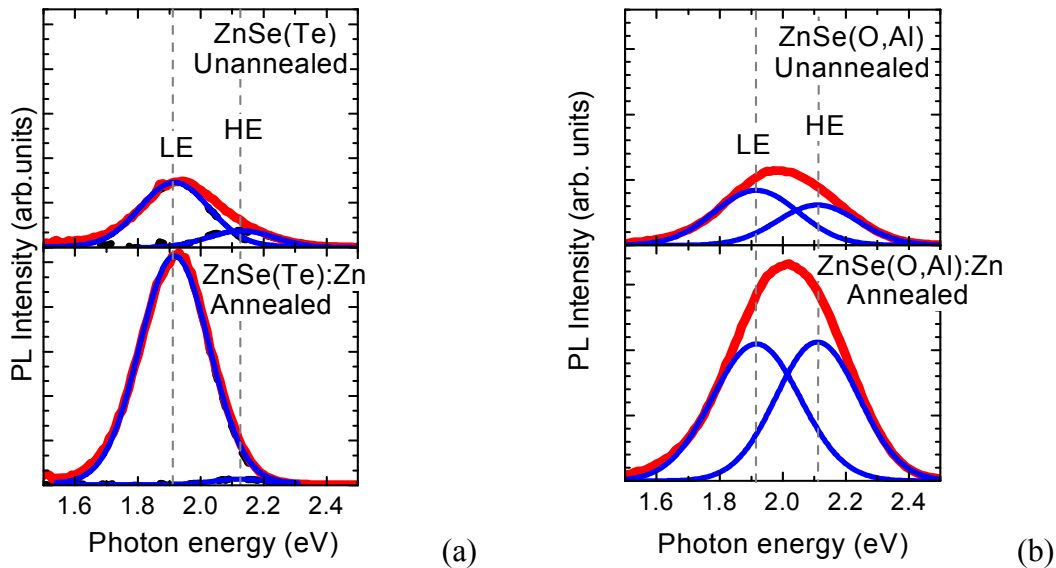 ZnSe(Te)
Unannealed
LE
HE
ZnSe(Te):Zn
Annealed
PL Intensity (arb.units)
1.6 1.8 2.0 2.2 2.4
Photon energy (eV)
(a)
ZnSe(O,Al)
Unannealed
LE
HE
ZnSe(O,Al):Zn
Annealed
PL Intensity (arb. units)
1.6 1.8 2.0 2.2 2.4
Photon energy (eV)
(b)